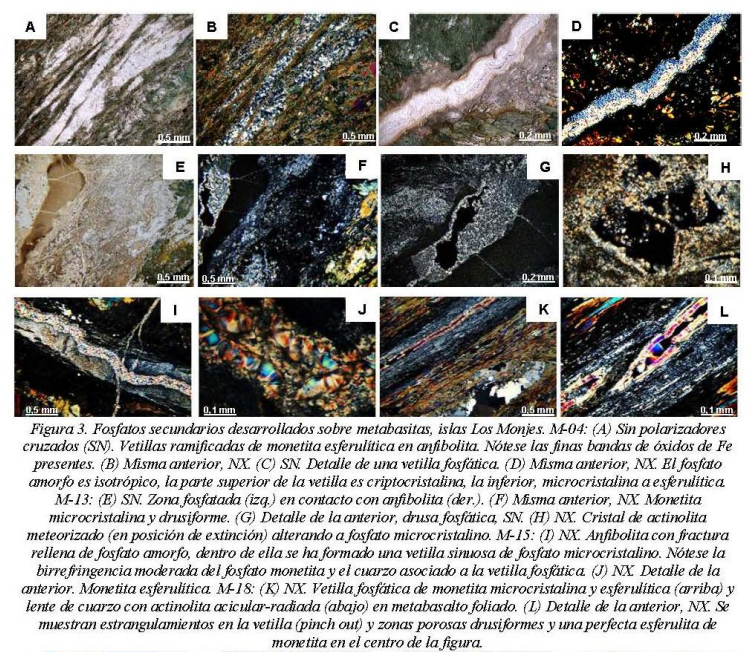 A
B
C
D
0.5 mm
0.5 mm
0.2 mm
0.2 mm
E
F
G
H
0.5 mm
0.5 mm
0.2 mm
0.1 mm
I
J
K
L
0.5 mm
0.1 mm
0.5 mm
0.1 mm
Figura 3. Fosfatos secundarios desarrollados sobre metabasitas, islas Los Monjes. M-04: (A) Sin polarizadores
cruzados (SN). Vetillas ramificadas de monetita esferulítica en anfibolita. Nótese las finas bandas de óxidos de Fe
presentes. (B) Misma anterior, NX. (C) SN. Detalle de una vetilla fosfática. (D) Misma anterior, NX. El fosfato
amorfo es isotrópico, la parte superior de la vetilla es criptocristalina, la inferior, microcristalina a esferulítica.
M-13: (E) SN. Zona fosfatada (izq.) en contacto con anfibolita (der.). (F) Misma anterior, NX. Monetita
microcristalina y drusiforme. (G) Detalle de la anterior, drusa fosfática, SN. (H) NX. Cristal de actinolita
meteorizado (en posición de extinción) alterando a fosfato microcristalino. M-15: (I) NX. Anfibolita con fractura
rellena de fosfato amorfo, dentro de ella se ha formado una vetilla sinuosa de fosfato microcristalino. Nótese la
birrefringencia moderada del fosfato monetita y el cuarzo asociado a la vetilla fosfática. (J) NX. Detalle de la
anterior. Monetita esferulítica. M-18: (K) NX. Vetilla fosfática de monetita microcristalina y esferulítica (arriba) y
lente de cuarzo con actinolita acicular-radiada (abajo) en metabasalto foliado. (L) Detalle de la anterior, NX. Se
muestran estrangulamientos en la vetilla (pinch out) y zonas porosas drusiformes y una perfecta esferulita de
monetita en el centro de la figura.